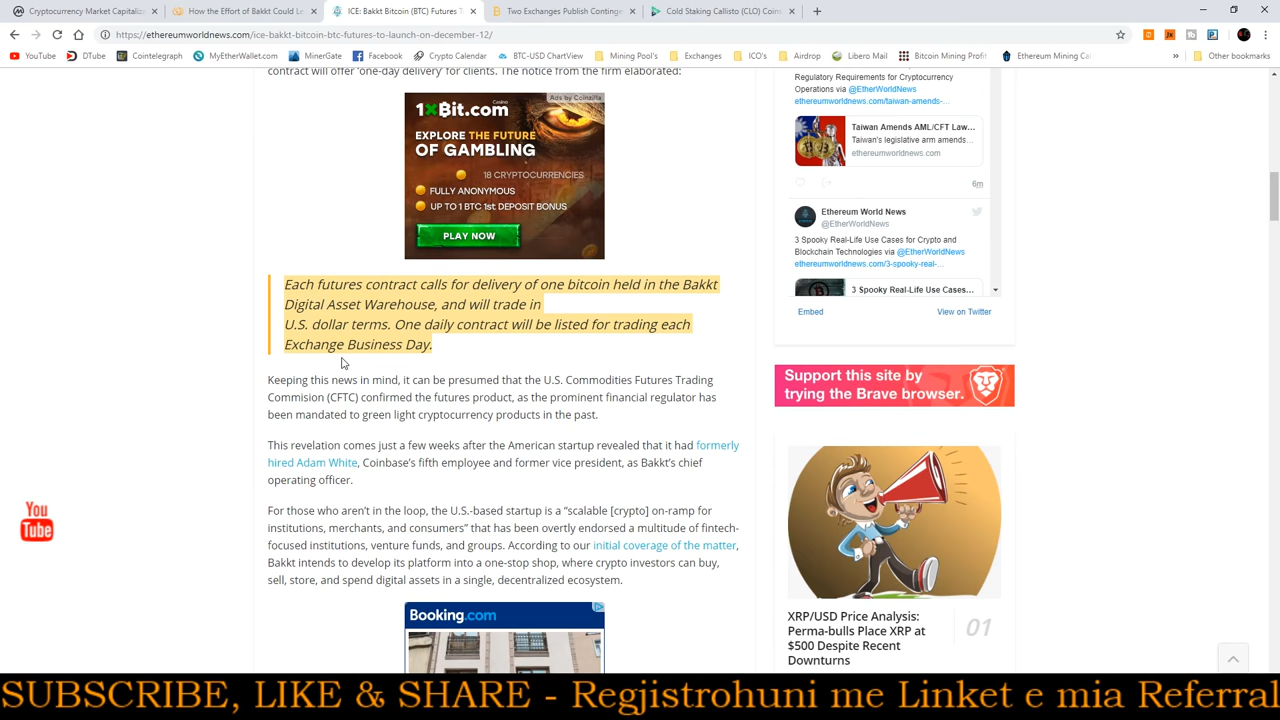 Cryptocurrency Market Capitaliz
How the Effort of Bakkt Could Le
ICE: Bakkt Bitcoin (BTC) Futures T
Two Exchanges Publish Continge
Cold Staking Callisto (CLO) Coin
https://ethereumworldnews.com/ice-bakkt-bitcoin-btc-futures-to-launch-on-december-12/
YouTube
DTube
Cointelegraph
MyEtherWallet.com
MinerGate
Facebook
Crypto Calendar
BTC-USD ChartView
Mining Pool's
Exchanges
ICO's
Airdrop
Libero Mail
Bitcoin Mining Profit
Ethereum Mining Ca
»
Other bookmarks
contract will offer 'one-day delivery' for clients. The notice from the firm elaborated:
Ads by Coinzilla
1xBit.com
Casino
EXPLORE THE FUTURE
OF GAMBLING
18 CRYPTOCURRENCIES
FULLY ANONYMOUS
UP TO 1 BTC 1st DEPOSIT BONUS
PLAY NOW
Each futures contract calls for delivery of one bitcoin held in the Bakkt
Digital Asset Warehouse, and will trade in
U.S. dollar terms. One daily contract will be listed for trading each
Exchange Business Day.
Keeping this news in mind, it can be presumed that the U.S. Commodities Futures Trading
Commision (CFTC) confirmed the futures product, as the prominent financial regulator has
been mandated to green light cryptocurrency products in the past.
This revelation comes just a few weeks after the American startup revealed that it had formerly
hired Adam White, Coinbase's fifth employee and former vice president, as Bakkt's chief
operating officer.
For those who aren't in the loop, the U.S.-based startup is a “scalable [crypto] on-ramp for
institutions, merchants, and consumers” that has been overtly endorsed a multitude of fintech-
focused institutions, venture funds, and groups. According to our initial coverage of the matter,
Bakkt intends to develop its platform into a one-stop shop, where crypto investors can buy,
sell, store, and spend digital assets in a single, decentralized ecosystem.
Booking.com
Regulatory Requirements for Cryptocurrency
Operations via @EtherWorldNews
ethereumworldnews.com/taiwan-amends-…
Taiwan Amends AML/CFT Law…
Taiwan's legislative arm amends…
ethereumworldnews.com
6m
Ethereum World News
@EtherWorldNews
3 Spooky Real-Life Use Cases for Crypto and
Blockchain Technologies via @EtherWorldNews
ethereumworldnews.com/3-spooky-real-…
3 Spooky Real-Life Use Cases…
Embed
View on Twitter
Support this site by
trying the Brave browser.
XRP/USD Price Analysis:
Perma-bulls Place XRP at
$500 Despite Recent
Downturns
01
You
Tube
SUBSCRIBE, LIKE & SHARE - Regjistrohuni me Linket e mia Referral